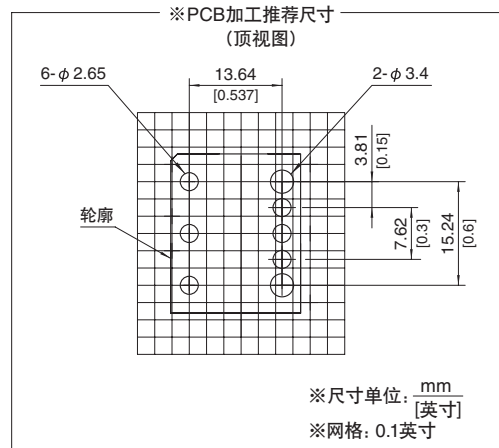 ※PCB加工推荐尺寸
(顶视图)
6-φ2.65
13.64
[0.537]
2-φ3.4
3.81
[0.15]
轮廓
7.62
[0.3]
15.24
[0.6]
※尺寸单位: mm
[英寸]
※网格: 0.1英寸